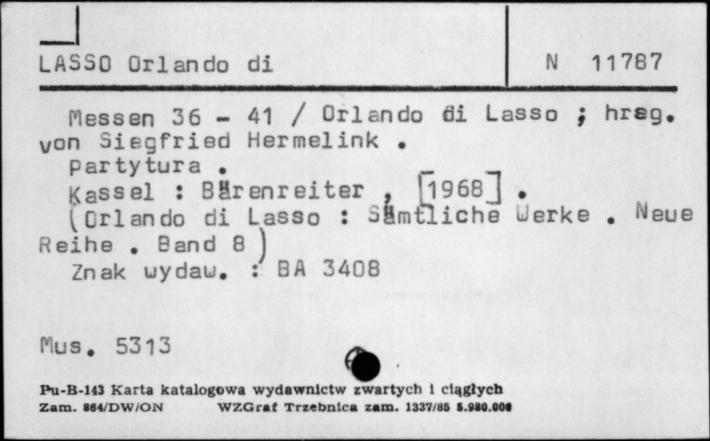 LASSO Orlando di
N 11787
Messen 36 - 41 / Orlando di Lasso ; hrsg.
von Siegfried Hermelink .
Partytura .
Kassel : Bärenreiter , [1968] .
(Orlando di Lasso : Sämtliche Werke . Neue
Reihe . Band 8 )
Znak wydaw. : BA 3408
Mus. 5313
Pu-B-143 Karta katalogowa wydawnictw zwartych i ciągłych
Zam. 864/DW/ON WZGraf Trzebnica zam. 1337/85 5.980.000